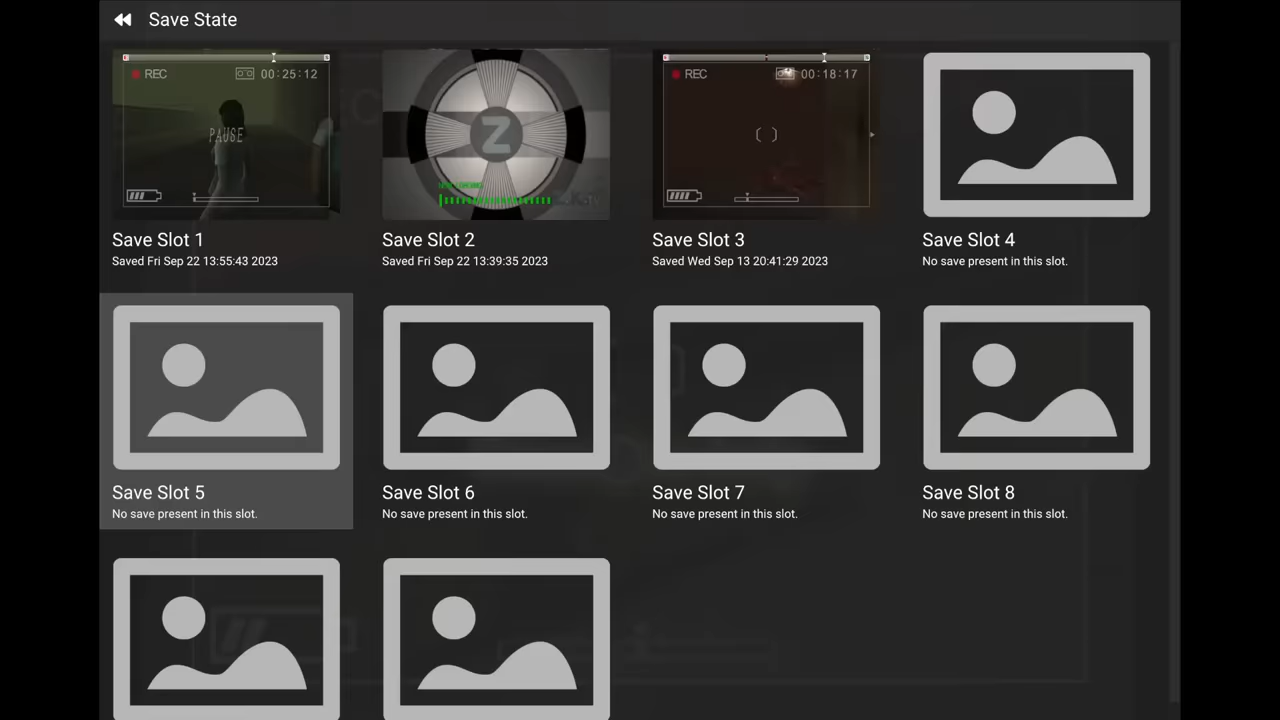 Save State
REC
00:25:12
PAUSE
Z
REC
00:18:17
Save Slot 1
Saved Fri Sep 22 13:55:43 2023
Save Slot 2
Saved Fri Sep 22 13:39:35 2023
Save Slot 3
Saved Wed Sep 13 20:41:29 2023
Save Slot 4
No save present in this slot.
Save Slot 5
No save present in this slot.
Save Slot 6
No save present in this slot.
Save Slot 7
No save present in this slot.
Save Slot 8
No save present in this slot.